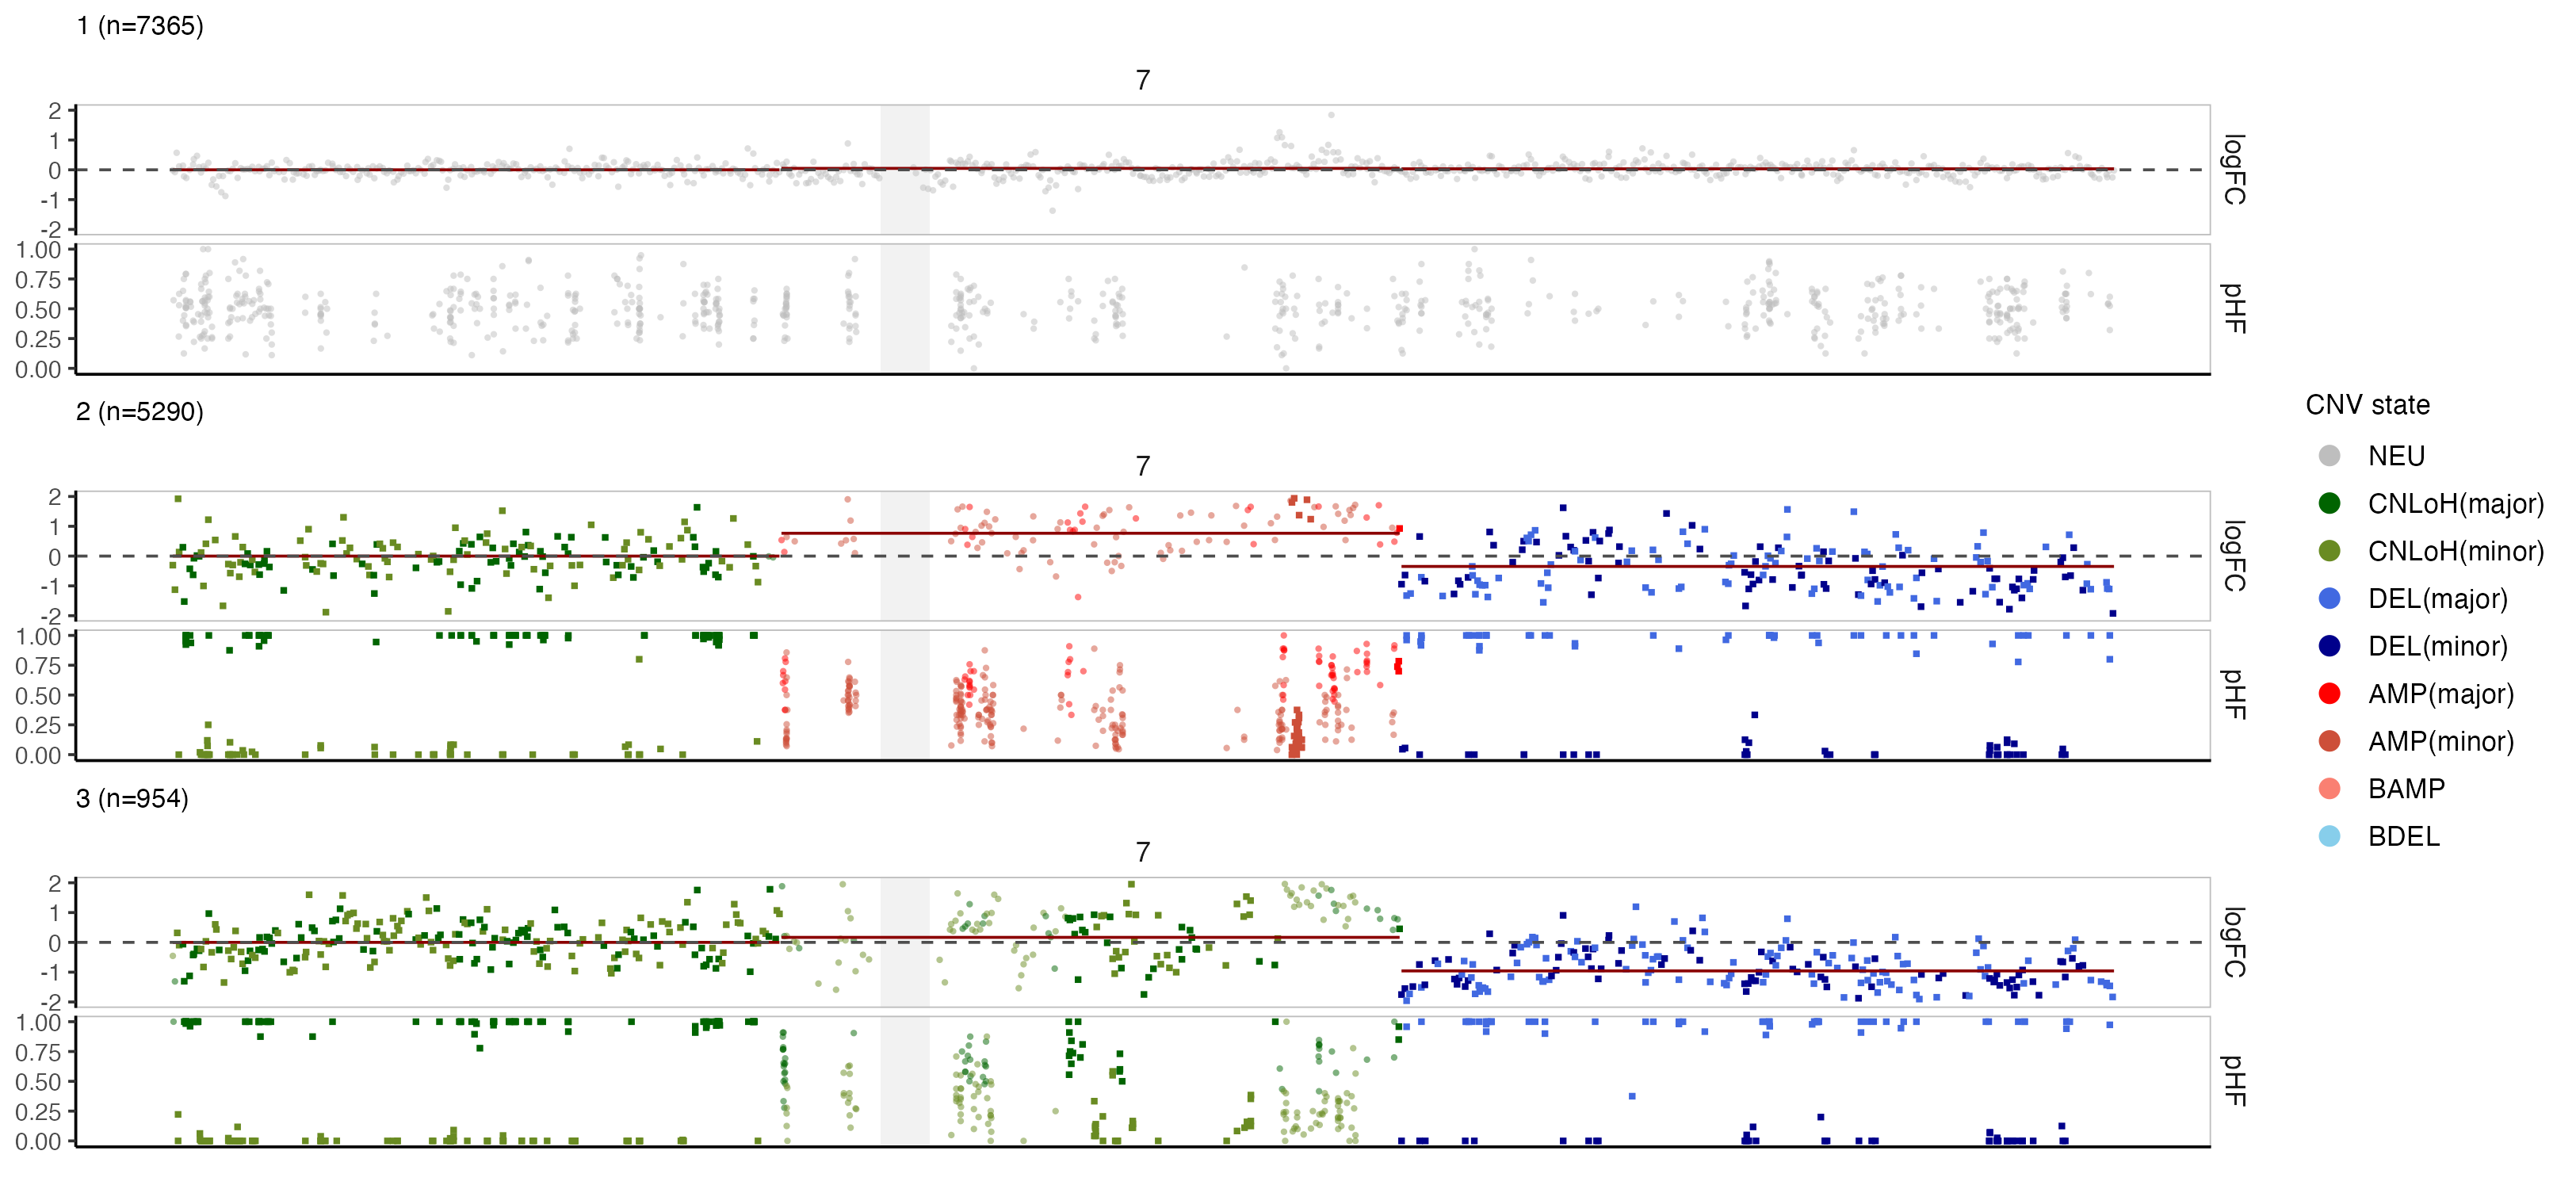 1 (n=7365)
7
2
1
0
-1
-2
logFC
1.00
0.75
0.50
0.25
0.00
pHF
2 (n=5290)
7
2
1
0
-1
-2
logFC
1.00
0.75
0.50
0.25
0.00
pHF
3 (n=954)
7
2
1
0
-1
-2
logFC
1.00
0.75
0.50
0.25
0.00
pHF
CNV state
NEU
CNLoH(major)
CNLoH(minor)
DEL(major)
DEL(minor)
AMP(major)
AMP(minor)
BAMP
BDEL